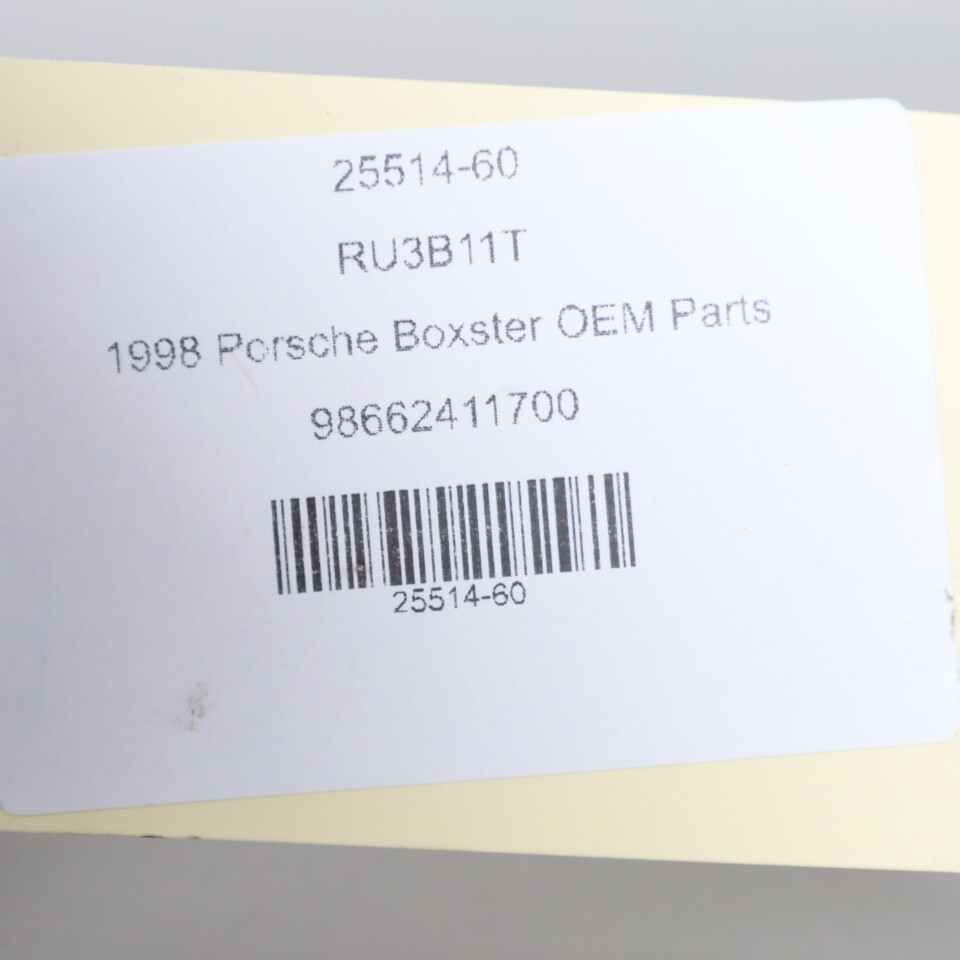 25514-60
RU3B11T
1998 Porsche Boxster OEM Parts
98662411700
25514-60